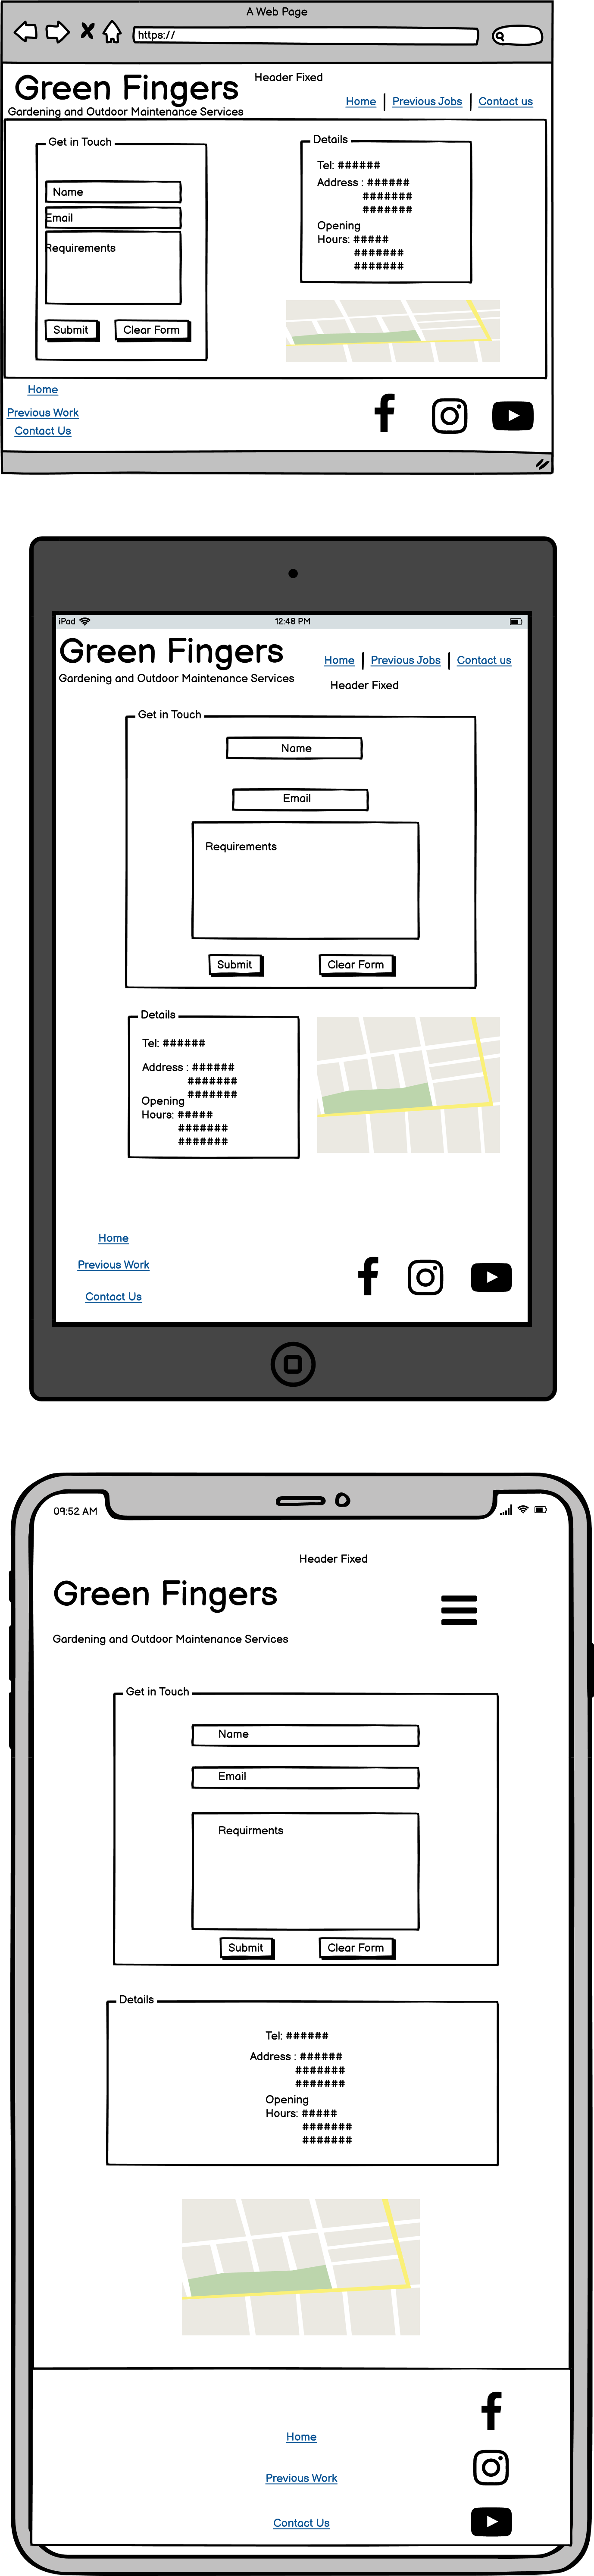 A Web Page
https://
Green Fingers
Header Fixed
Home
Previous Jobs
Contact us
Gardening and Outdoor Maintenance Services
Get in Touch
Name
Email
Requirements
Submit
Clear Form
Details
Tel: ######
Address : ######
#######
#######
Opening
Hours: #####
#######
#######
Home
Previous Work
Contact Us
iPad
12:48 PM
Green Fingers
Home
Previous Jobs
Contact us
Gardening and Outdoor Maintenance Services
Header Fixed
Get in Touch
Name
Email
Requirements
Submit
Clear Form
Details
Tel: ######
Address : ######
#######
#######
Opening
Hours: #####
#######
#######
Home
Previous Work
Contact Us
09:52 AM
Header Fixed
Green Fingers
Gardening and Outdoor Maintenance Services
Get in Touch
Name
Email
Requirments
Submit
Clear Form
Details
Tel: ######
Address : ######
#######
#######
Opening
Hours: #####
#######
#######
Home
Previous Work
Contact Us